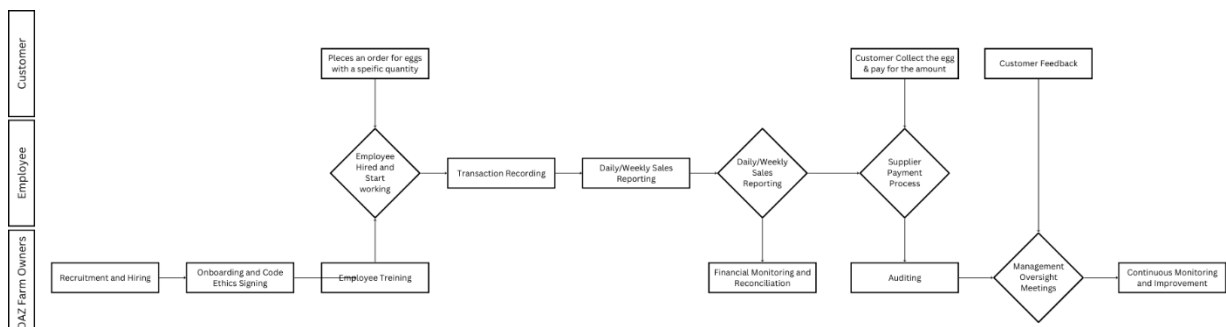 Customer
Pleces an order for eggs
with a speific quantity
Customer Collect the egg
& pay for the amount
Customer Feedback
Employee
Employee
Hired and
Start
working
Transaction Recording
Daily/Weekly Sales
Reporting
Daily/Weekly
Sales
Reporting
Supplier
Payment
Process
DAZ Farm Owners
Recruitment and Hiring
Onboarding and Code
Ethics Signing
Employee Treining
Financial Monitoring and
Reconciliation
Auditing
Management
Oversight
Meetings
Continuous Monitoring
and Improvement